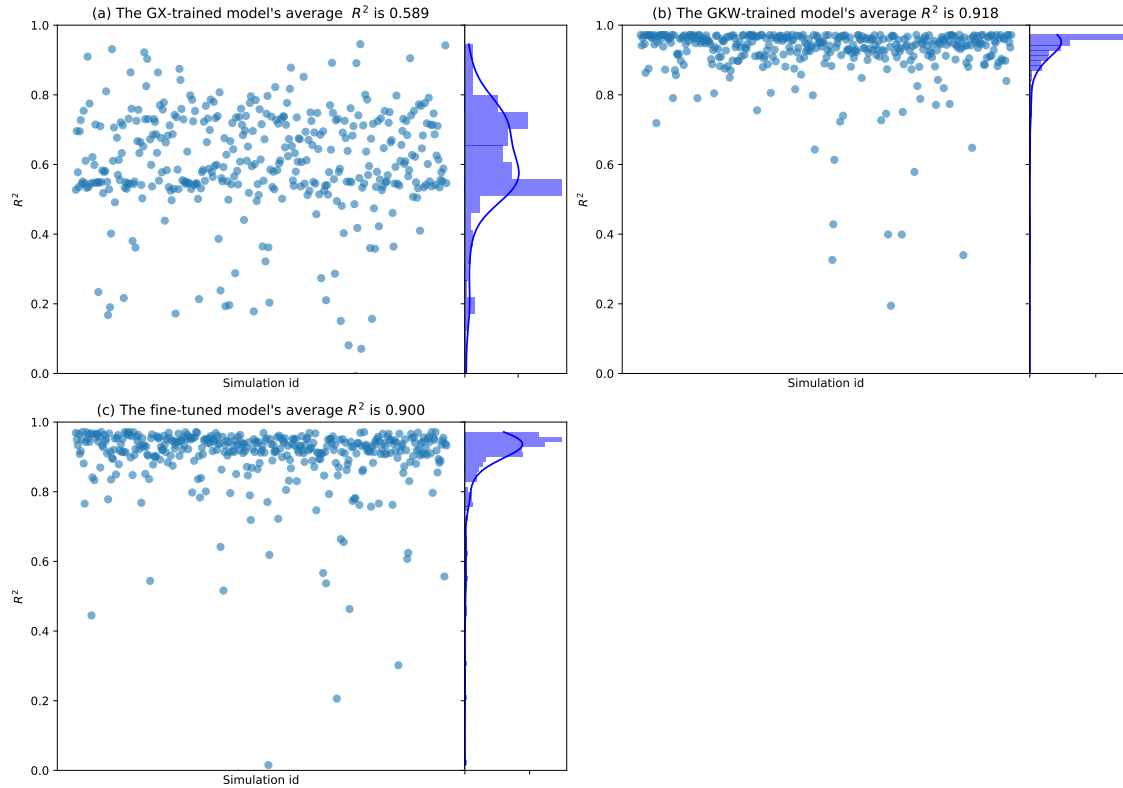 (a) The GX-trained model's average R² is 0.589
1.0
0.8
0.6
0.4
0.2
0.0
R²
Simulation id
(b) The GKW-trained model's average R² is 0.918
1.0
0.8
0.6
0.4
0.2
0.0
R²
Simulation id
(c) The fine-tuned model's average R² is 0.900
1.0
0.8
0.6
0.4
0.2
0.0
R²
Simulation id